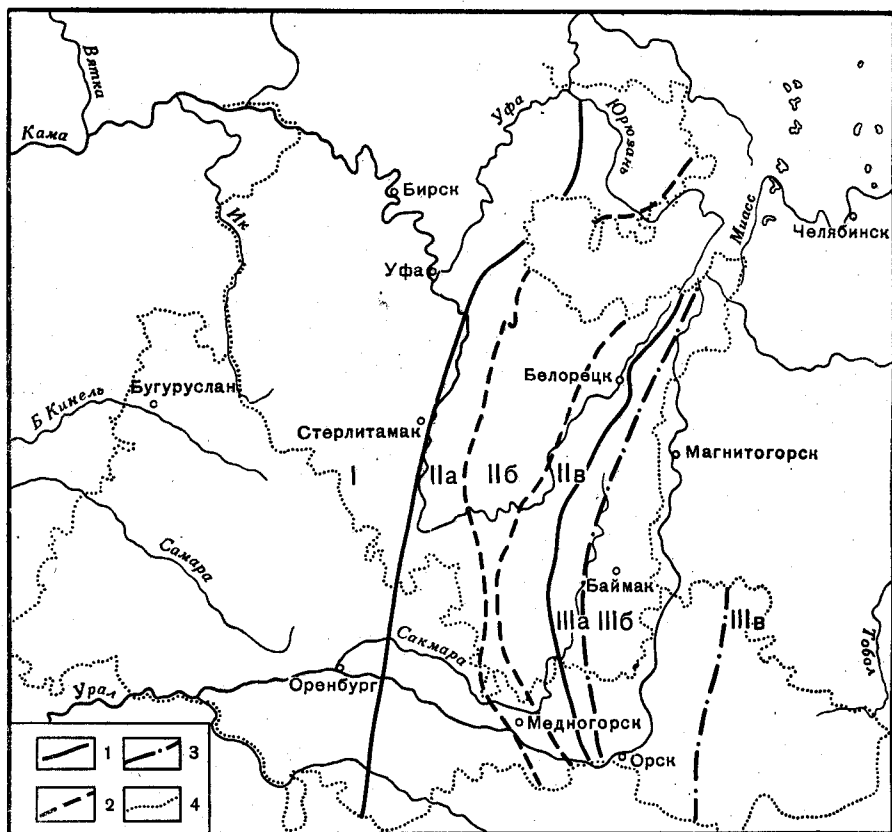 Вятка
Кама
Уфа
Юрюзань
Бирск
Ик
Миасс
Челябинск
Уфа
Белорецк
Бугуруслан
Б Кинель
Стерлитамак
Магнитогорск
I
IIа
IIб
IIв
Самара
Баймак
IIIа
IIIб
IIIв
Тобол
Сакмара
Оренбург
Урал
Медногорск
Орск
1
3
2
4